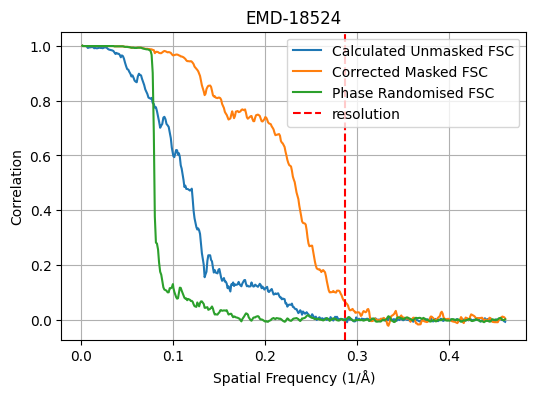 EMD-18524
Calculated Unmasked FSC
Corrected Masked FSC
Phase Randomised FSC
resolution
Correlation
1.0
0.8
0.6
0.4
0.2
0.0
0.0 0.1 0.2 0.3 0.4
Spatial Frequency (1/Å)